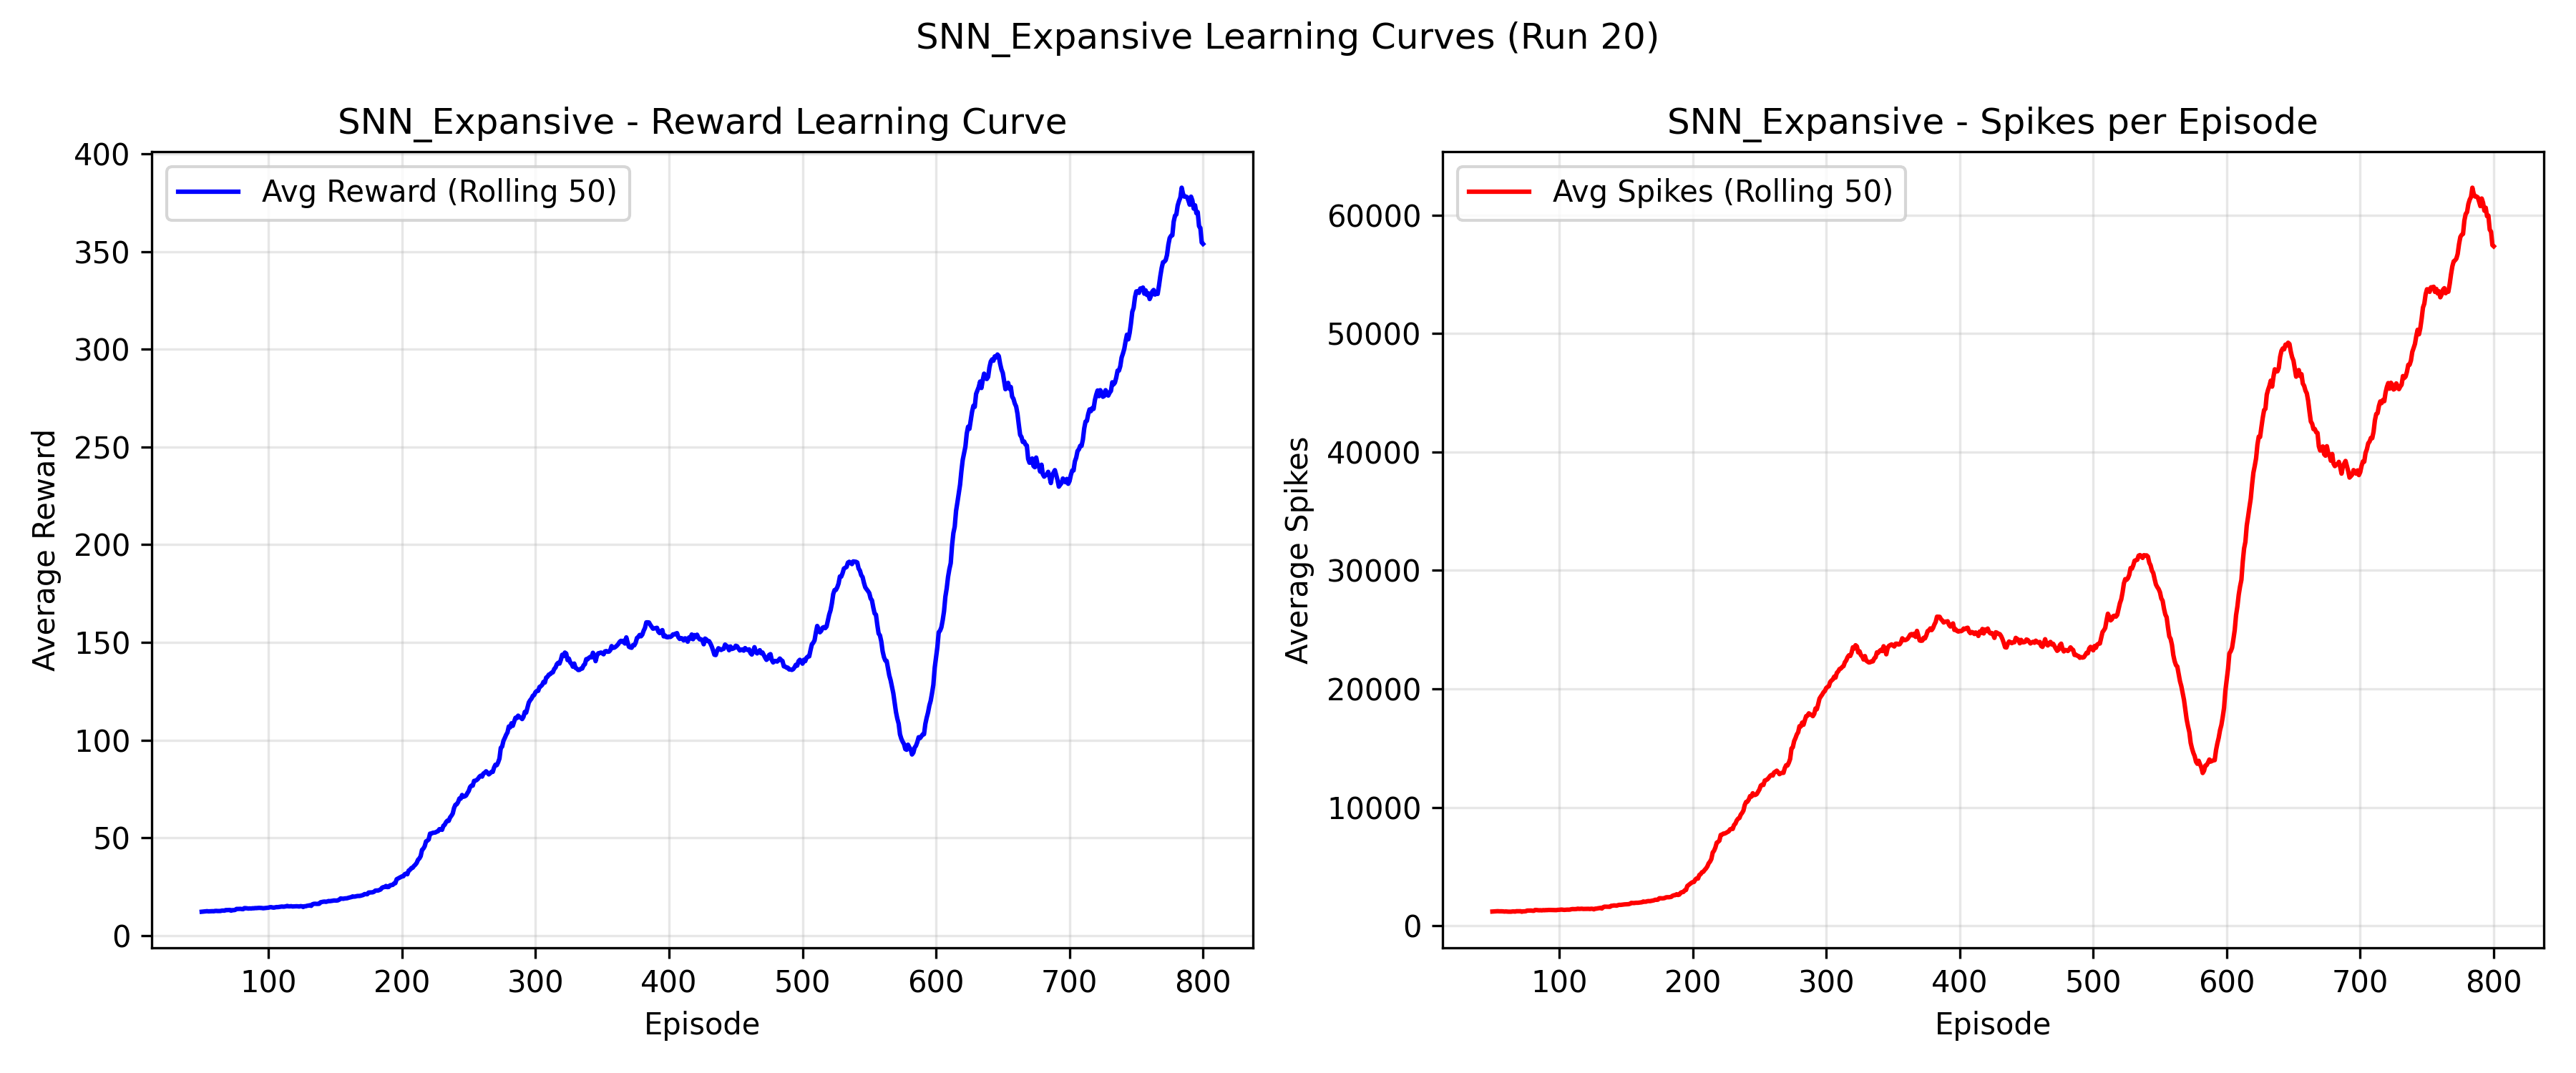 SNN_Expansive Learning Curves (Run 20)
SNN_Expansive - Reward Learning Curve
Avg Reward (Rolling 50)
Average Reward
400
350
300
250
200
150
100
50
0
100 200 300 400 500 600 700 800
Episode
SNN_Expansive - Spikes per Episode
Avg Spikes (Rolling 50)
Average Spikes
60000
50000
40000
30000
20000
10000
0
100 200 300 400 500 600 700 800
Episode